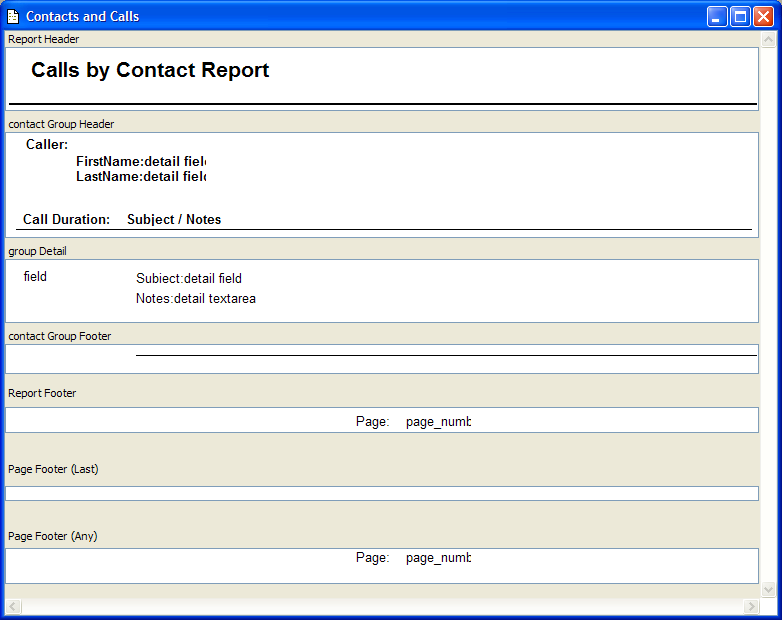 Contacts and Calls
Report Header
Calls by Contact Report
contact Group Header
Caller:
FirstName:detail field
LastName:detail field
Call Duration: Subject / Notes
group Detail
field Subject:detail field
Notes:detail textarea
contact Group Footer
Report Footer
Page: page_numb
Page Footer (Last)
Page Footer (Any)
Page: page_numb